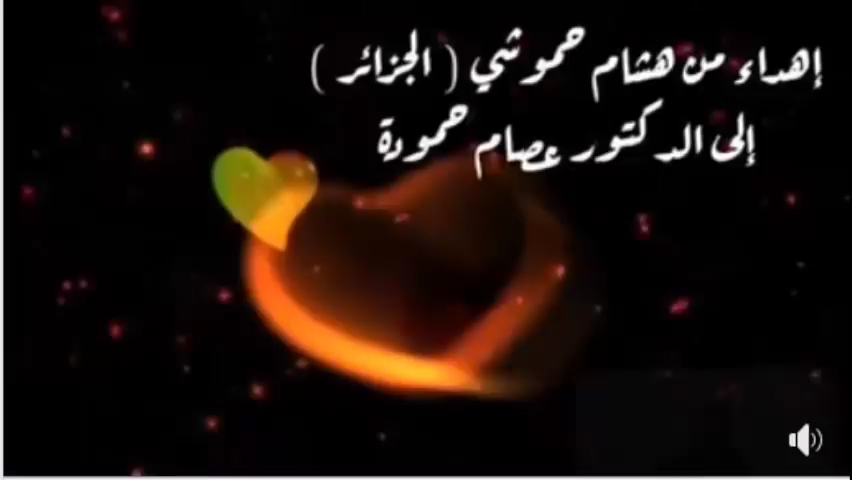 إهداء من هشام حموشي ( الجزائر )
إلى الدكتور عصام حمودة